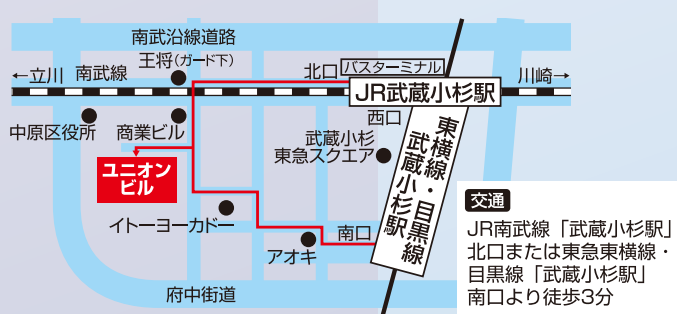 南武沿線道路
王将(ガード下)
←立川
南武線
北口
バスターミナル
川崎→
JR武蔵小杉駅
中原区役所
商業ビル
西口
武蔵小杉
東急スクエア
東横線・目黒線
武蔵小杉駅
ユニオン
ビル
イトーヨーカドー
アオキ
南口
府中街道
交通
JR南武線「武蔵小杉駅」
北口または東急東横線・
目黒線「武蔵小杉駅」
南口より徒歩3分